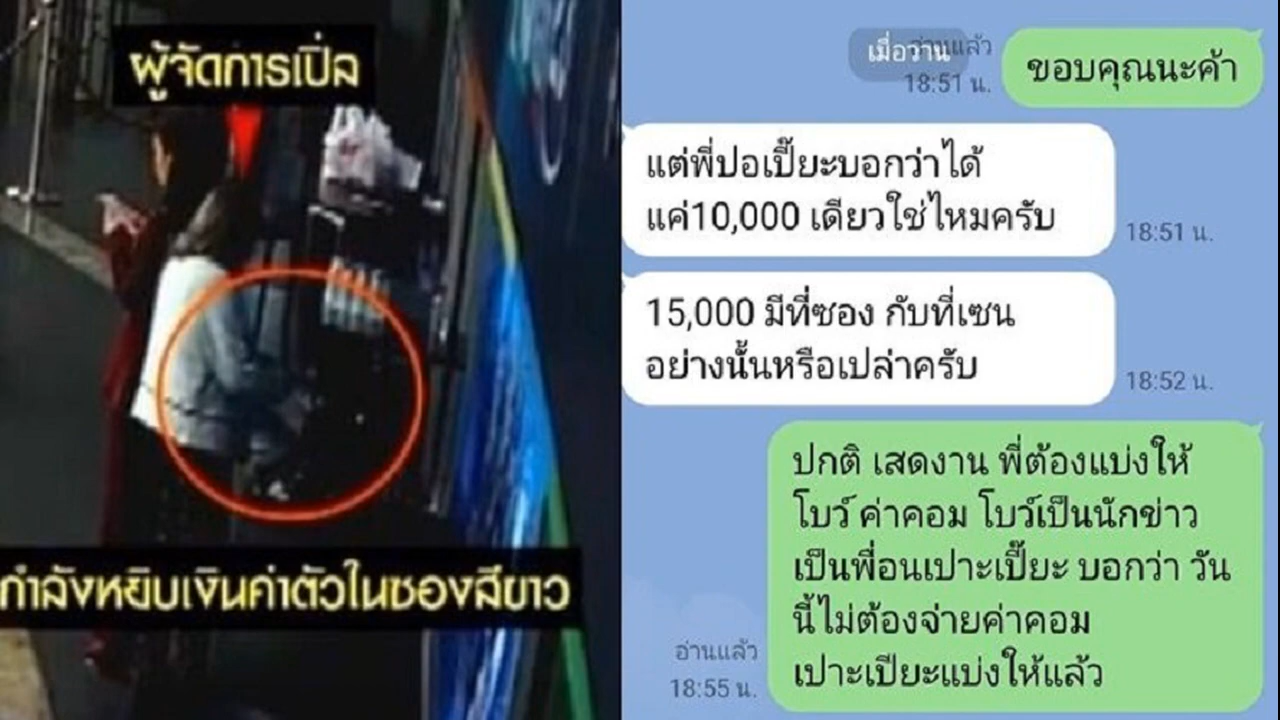 ผู้จัดการเปิ่ล
กำลังหยิบเงินค่าตัวในซองสีขาว
เมื่อวาน
อ่านแล้ว
18:51 น.
ขอบคุณนะค้า
แต่พี่ปอเปี๊ยะบอกว่าได้
แค่10,000 เดียวใช่ไหมครับ
18:51 น.
15,000 มีที่ซอง กับที่เซน
อย่างนั้นหรือเปล่าครับ
18:52 น.
ปกติ เสดงาน พี่ต้องแบ่งให้
โบว์ ค่าคอม โบว์เป็นนักข่าว
เป็นพื่อนเปาะเปี๊ยะ บอกว่า วัน
นี้ไม่ต้องจ่ายค่าคอม
เปาะเปียะแบ่งให้แล้ว
อ่านแล้ว
18:55 น.